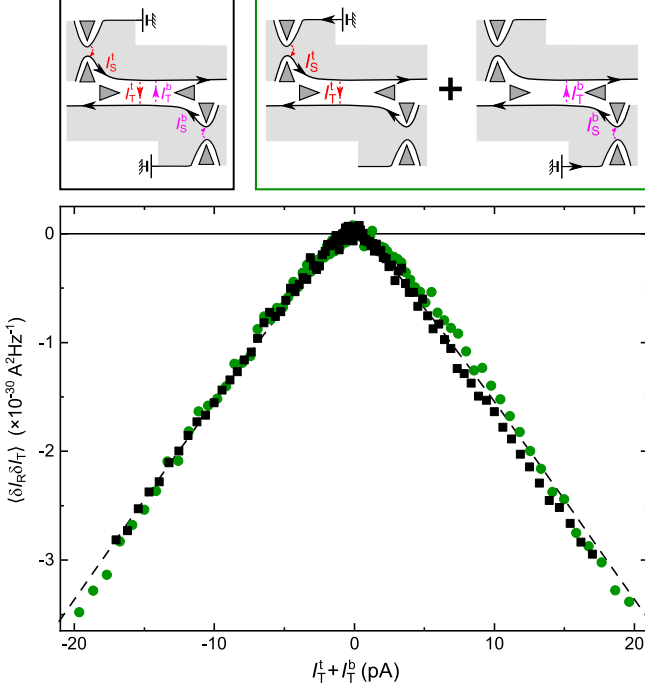 I_S^t
I_T^t
I_T^b
I_S^b
I_S^t
I_T^t
+
I_T^b
I_S^b
0
-1
-2
-3
⟨δI_R δI_T⟩ (×10⁻³⁰ A²Hz⁻¹)
-20
-10
0
10
20
I_T^t + I_T^b (pA)